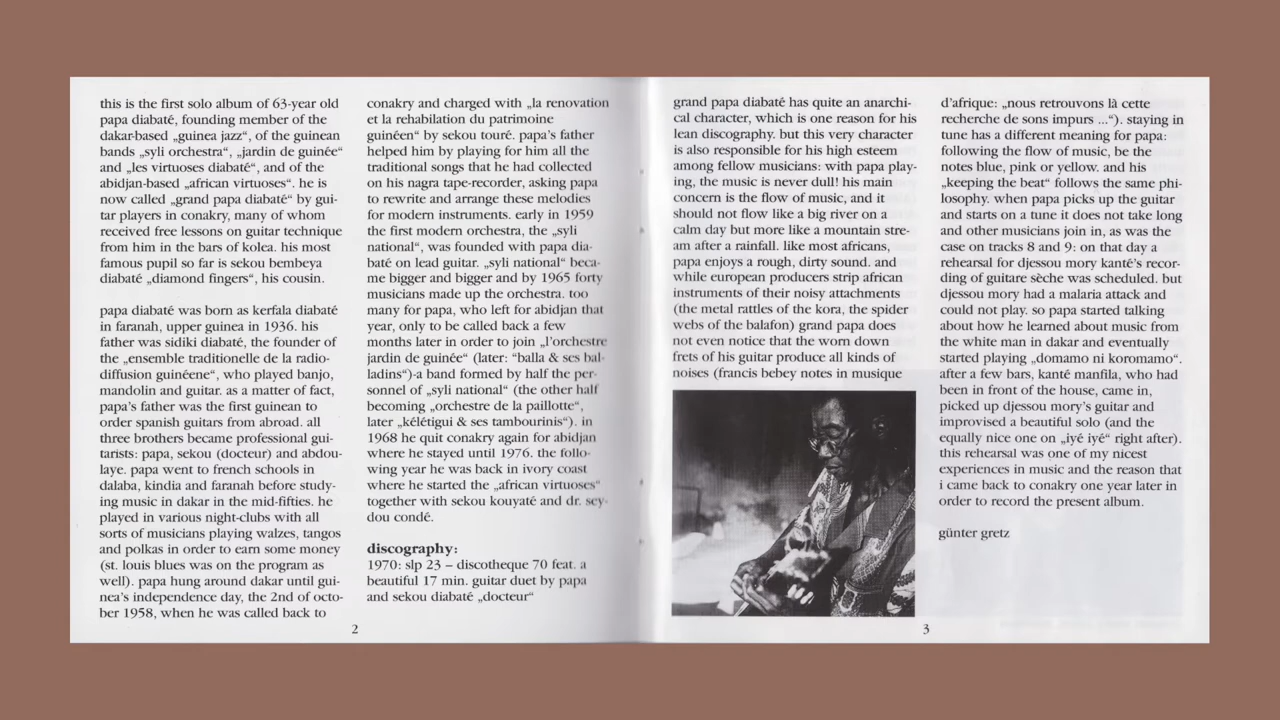 this is the first solo album of 63-year old
papa diabaté, founding member of the
dakar-based „guinea jazz“, of the guinean
bands „syli orchestra“, „jardin de guinée“
and „les virtuoses diabaté“, and of the
abidjan-based „african virtuoses“. he is
now called „grand papa diabaté“ by gui-
tar players in conakry, many of whom
received free lessons on guitar technique
from him in the bars of kolea. his most
famous pupil so far is sekou bembeya
diabaté „diamond fingers“, his cousin.
papa diabaté was born as kerfala diabaté
in faranah, upper guinea in 1936. his
father was sidiki diabaté, the founder of
the „ensemble traditionelle de la radio-
diffusion guinéene“, who played banjo,
mandolin and guitar. as a matter of fact,
papa's father was the first guinean to
order spanish guitars from abroad. all
three brothers became professional gui-
tarists: papa, sekou (docteur) and abdou-
laye. papa went to french schools in
dalaba, kindia and faranah before study-
ing music in dakar in the mid-fifties. he
played in various night-clubs with all
sorts of musicians playing walzes, tangos
and polkas in order to earn some money
(st. louis blues was on the program as
well). papa hung around dakar until gui-
nea's independence day, the 2nd of octo-
ber 1958, when he was called back to
conakry and charged with „la renovation
et la rehabilation du patrimoine
guinéen“ by sekou touré. papa's father
helped him by playing for him all the
traditional songs that he had collected
on his nagra tape-recorder, asking papa
to rewrite and arrange these melodies
for modern instruments. early in 1959
the first modern orchestra, the „syli
national“, was founded with papa dia-
baté on lead guitar. „syli national“ beca-
me bigger and bigger and by 1965 forty
musicians made up the orchestra. too
many for papa, who left for abidjan that
year, only to be called back a few
months later in order to join „l'orchestre
jardin de guinée“ (later: “balla & ses bal-
ladins“)-a band formed by half the per-
sonnel of „syli national“ (the other half
becoming „orchestre de la paillotte“,
later „kélétigui & ses tambourinis“). in
1968 he quit conakry again for abidjan
where he stayed until 1976. the follo-
wing year he was back in ivory coast
where he started the „african virtuoses“
together with sekou kouyaté and dr. sey-
dou condé.
discography:
1970: slp 23 – discotheque 70 feat. a
beautiful 17 min. guitar duet by papa
and sekou diabaté „docteur“
2
grand papa diabaté has quite an anarchi-
cal character, which is one reason for his
lean discography. but this very character
is also responsible for his high esteem
among fellow musicians: with papa play-
ing, the music is never dull! his main
concern is the flow of music, and it
should not flow like a big river on a
calm day but more like a mountain stre-
am after a rainfall. like most africans,
papa enjoys a rough, dirty sound. and
while european producers strip african
instruments of their noisy attachments
(the metal rattles of the kora, the spider
webs of the balafon) grand papa does
not even notice that the worn down
frets of his guitar produce all kinds of
noises (francis bebey notes in musique
d'afrique: „nous retrouvons là cette
recherche de sons impurs ...“). staying in
tune has a different meaning for papa:
following the flow of music, be the
notes blue, pink or yellow. and his
„keeping the beat“ follows the same phi-
losophy. when papa picks up the guitar
and starts on a tune it does not take long
and other musicians join in, as was the
case on tracks 8 and 9: on that day a
rehearsal for djessou mory kanté's recor-
ding of guitare sèche was scheduled. but
djessou mory had a malaria attack and
could not play. so papa started talking
about how he learned about music from
the white man in dakar and eventually
started playing „domamo ni koromamo“.
after a few bars, kanté manfila, who had
been in front of the house, came in,
picked up djessou mory's guitar and
improvised a beautiful solo (and the
equally nice one on „iyé iyé“ right after).
this rehearsal was one of my nicest
experiences in music and the reason that
i came back to conakry one year later in
order to record the present album.
günter gretz
3